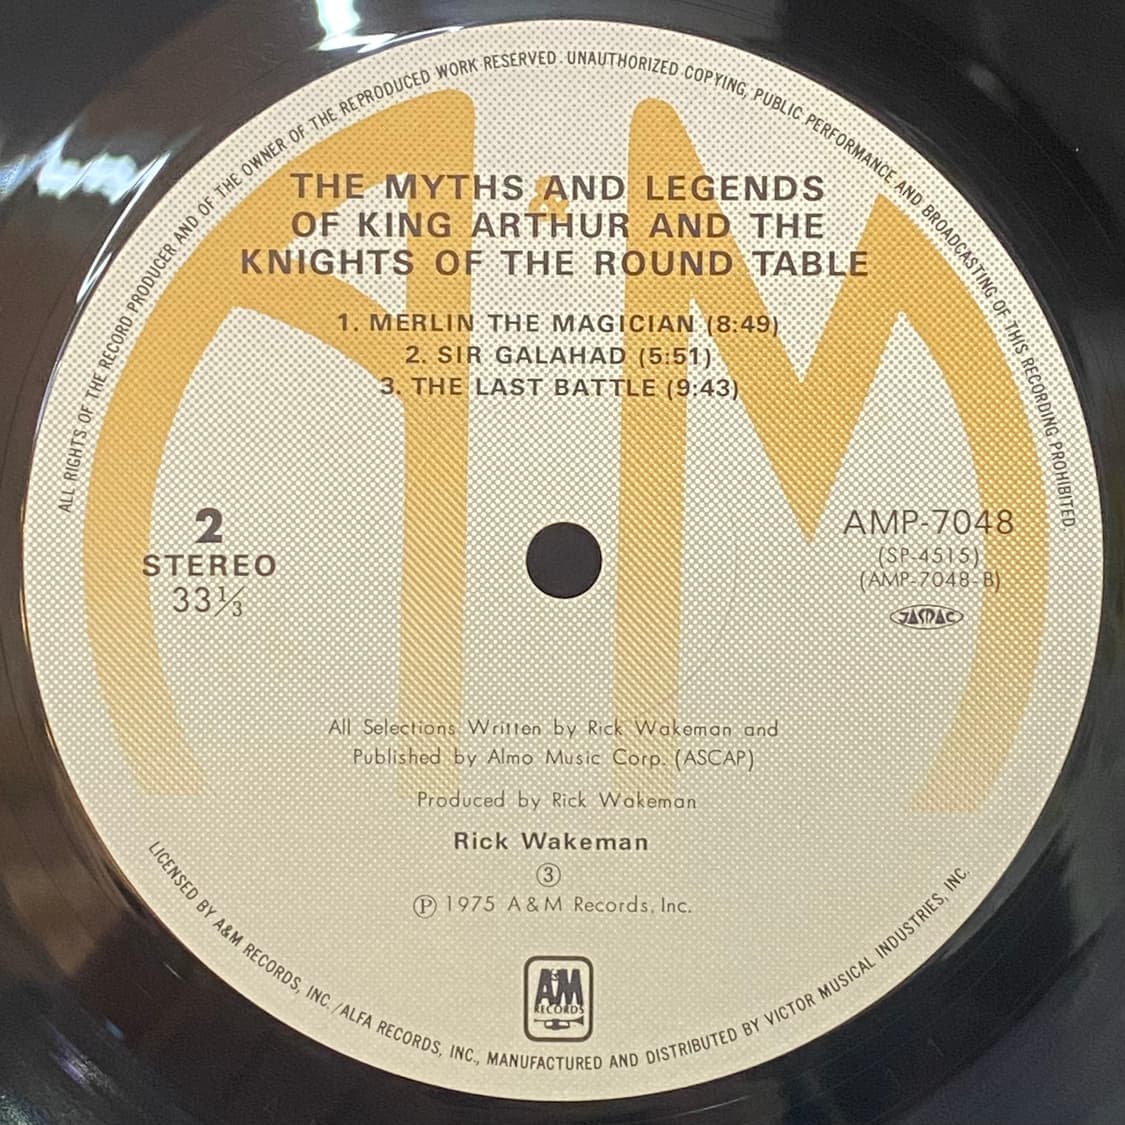 ALL RIGHTS OF THE RECORD PRODUCER AND OF THE OWNER OF THE REPRODUCED WORK RESERVED. UNAUTHORIZED COPYING, PUBLIC PERFORMANCE AND BROADCASTING OF THIS RECORDING PROHIBITED
A&M
THE MYTHS AND LEGENDS
OF KING ARTHUR AND THE
KNIGHTS OF THE ROUND TABLE
1. MERLIN THE MAGICIAN (8:49)
2. SIR GALAHAD (5:51)
3. THE LAST BATTLE (9:43)
2
STEREO
33⅓
AMP-7048
(SP-4515)
(AMP-7048-B)
JASRAC
All Selections Written by Rick Wakeman and
Published by Almo Music Corp. (ASCAP)
Produced by Rick Wakeman
Rick Wakeman
③
Ⓟ 1975 A&M Records, Inc.
A&M
RECORDS
LICENSED BY A&M RECORDS, INC./ALFA RECORDS, INC., MANUFACTURED AND DISTRIBUTED BY VICTOR MUSICAL INDUSTRIES, INC.